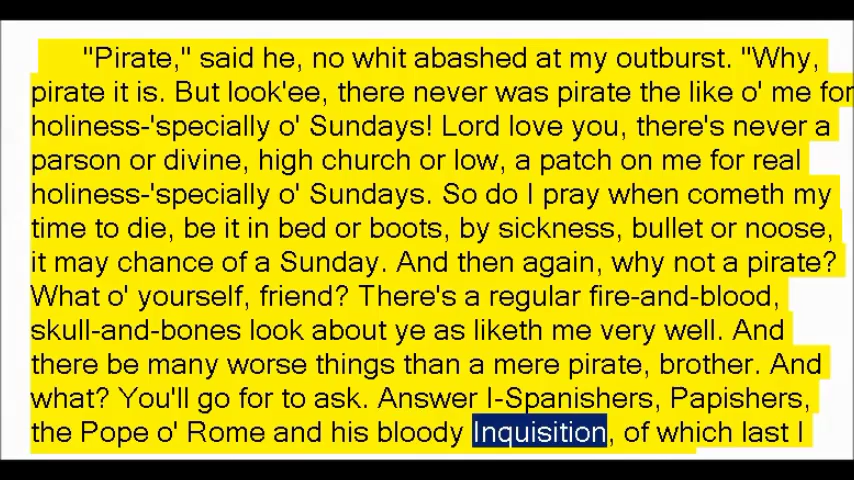 "Pirate," said he, no whit abashed at my outburst. "Why,
pirate it is. But look'ee, there never was pirate the like o' me for
holiness-'specially o' Sundays! Lord love you, there's never a
parson or divine, high church or low, a patch on me for real
holiness-'specially o' Sundays. So do I pray when cometh my
time to die, be it in bed or boots, by sickness, bullet or noose,
it may chance of a Sunday. And then again, why not a pirate?
What o' yourself, friend? There's a regular fire-and-blood,
skull-and-bones look about ye as liketh me very well. And
there be many worse things than a mere pirate, brother. And
what? You'll go for to ask. Answer I-Spanishers, Papishers,
the Pope o' Rome and his bloody Inquisition, of which last I